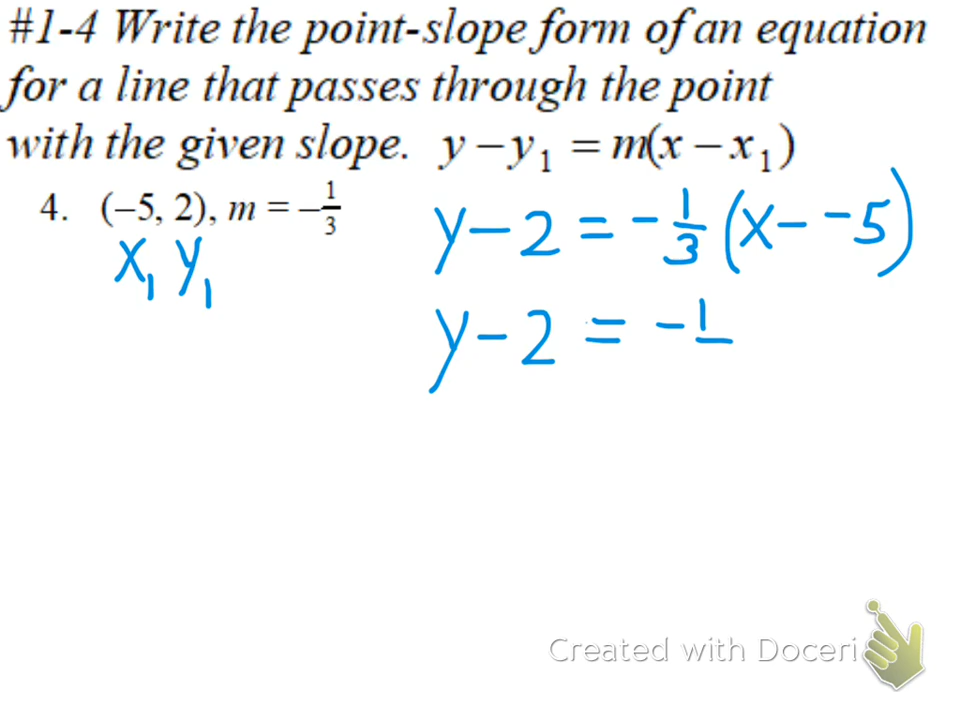 #1-4 Write the point-slope form of an equation
for a line that passes through the point
with the given slope. y − y₁ = m(x − x₁)
4. (–5, 2), m = −1/3
y − 2 = −1/3 (x − −5)
x₁ y₁
y − 2 = −1
Created with Doceri